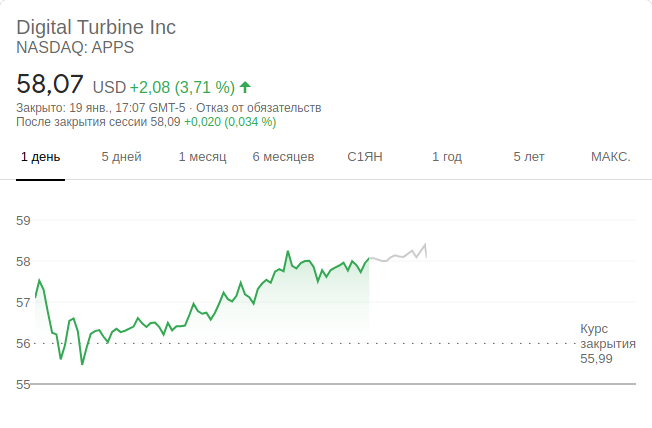 Digital Turbine Inc
NASDAQ: APPS
58,07 USD +2,08 (3,71 %)
Закрыто: 19 янв., 17:07 GMT-5 · Отказ от обязательств
После закрытия сессии 58,09 +0,020 (0,034 %)
1 день 5 дней 1 месяц 6 месяцев С1ЯН 1 год 5 лет МАКС.
59
58
57
56
55
Курс
закрытия
55,99